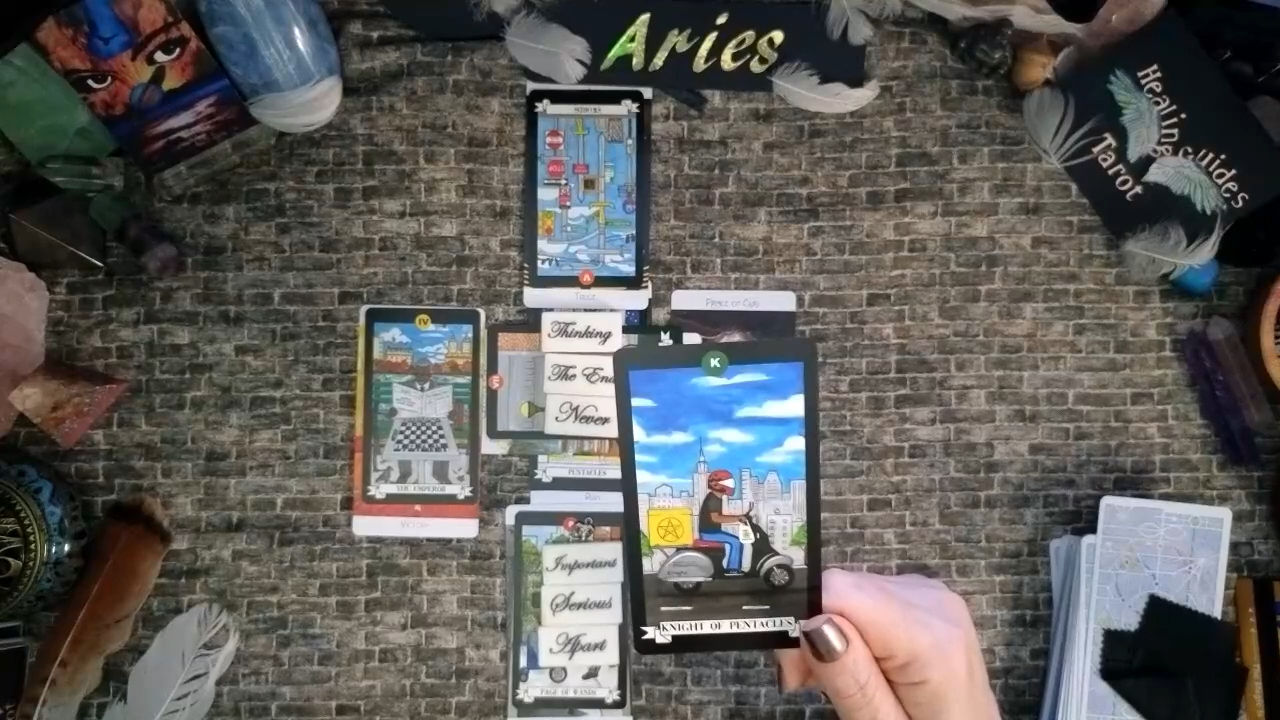 Aries
Healing Guides
Tarot
STOP
V
Prince of Cups
IV
Thinking
K
The End
Never
THE EMPEROR
PENTACLES
Important
Serious
KNIGHT OF PENTACLES
Apart
PAGE OF WANDS